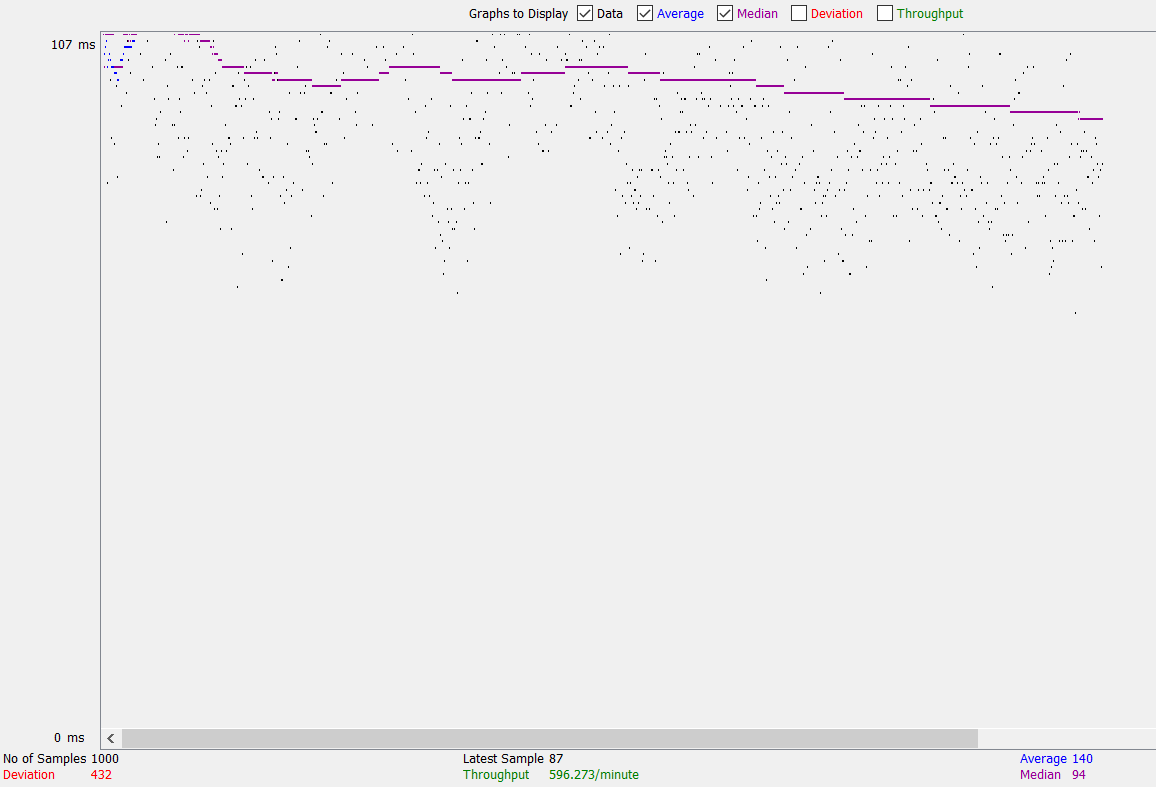 Graphs to Display Data Average Median Deviation Throughput
107 ms
0 ms
No of Samples 1000 Latest Sample 87 Average 140
Deviation 432 Throughput 596.273/minute Median 94